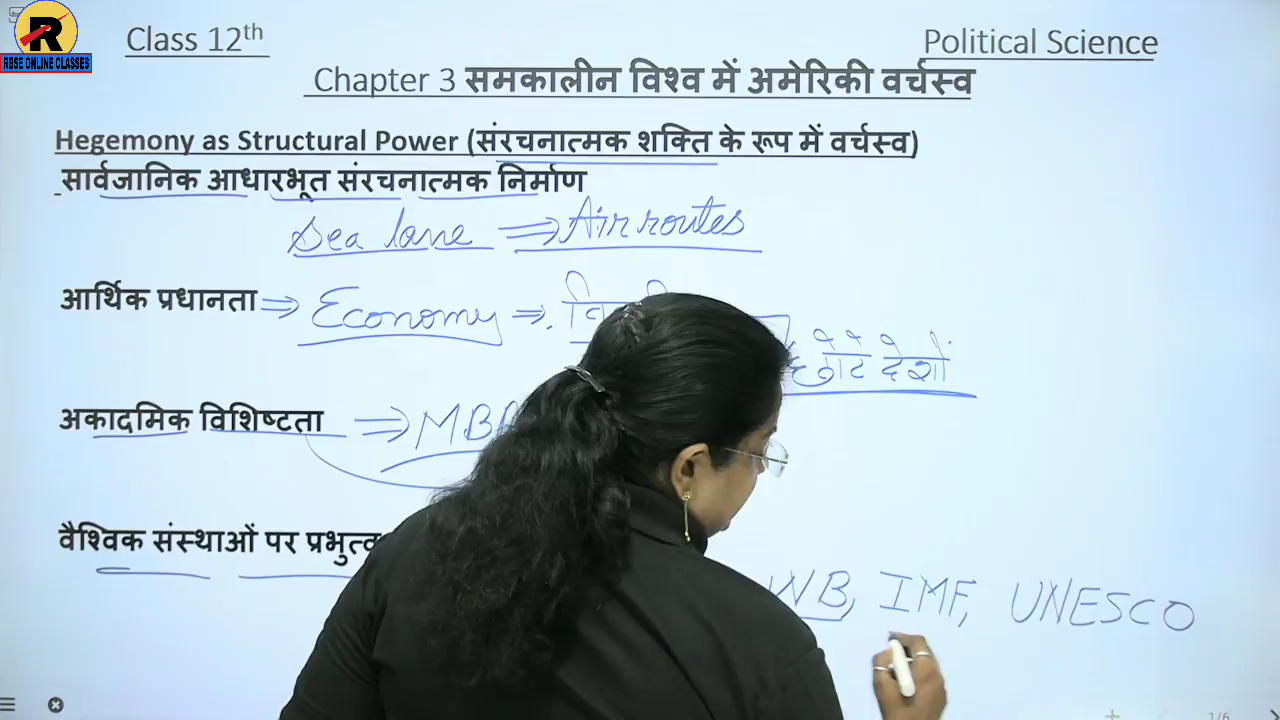 R
RBSE ONLINE CLASSES
Class 12th
Political Science
Chapter 3 समकालीन विश्व में अमेरिकी वर्चस्व
Hegemony as Structural Power (संरचनात्मक शक्ति के रूप में वर्चस्व)
सार्वजानिक आधारभूत संरचनात्मक निर्माण
Sea lane ⇒ Air routes
आर्थिक प्रधानता ⇒ Economy ⇒
छोटे देशों
अकादमिक विशिष्टता ⇒ MBA
वैश्विक संस्थाओं पर प्रभुत्व
WB, IMF, UNESCO
1/6